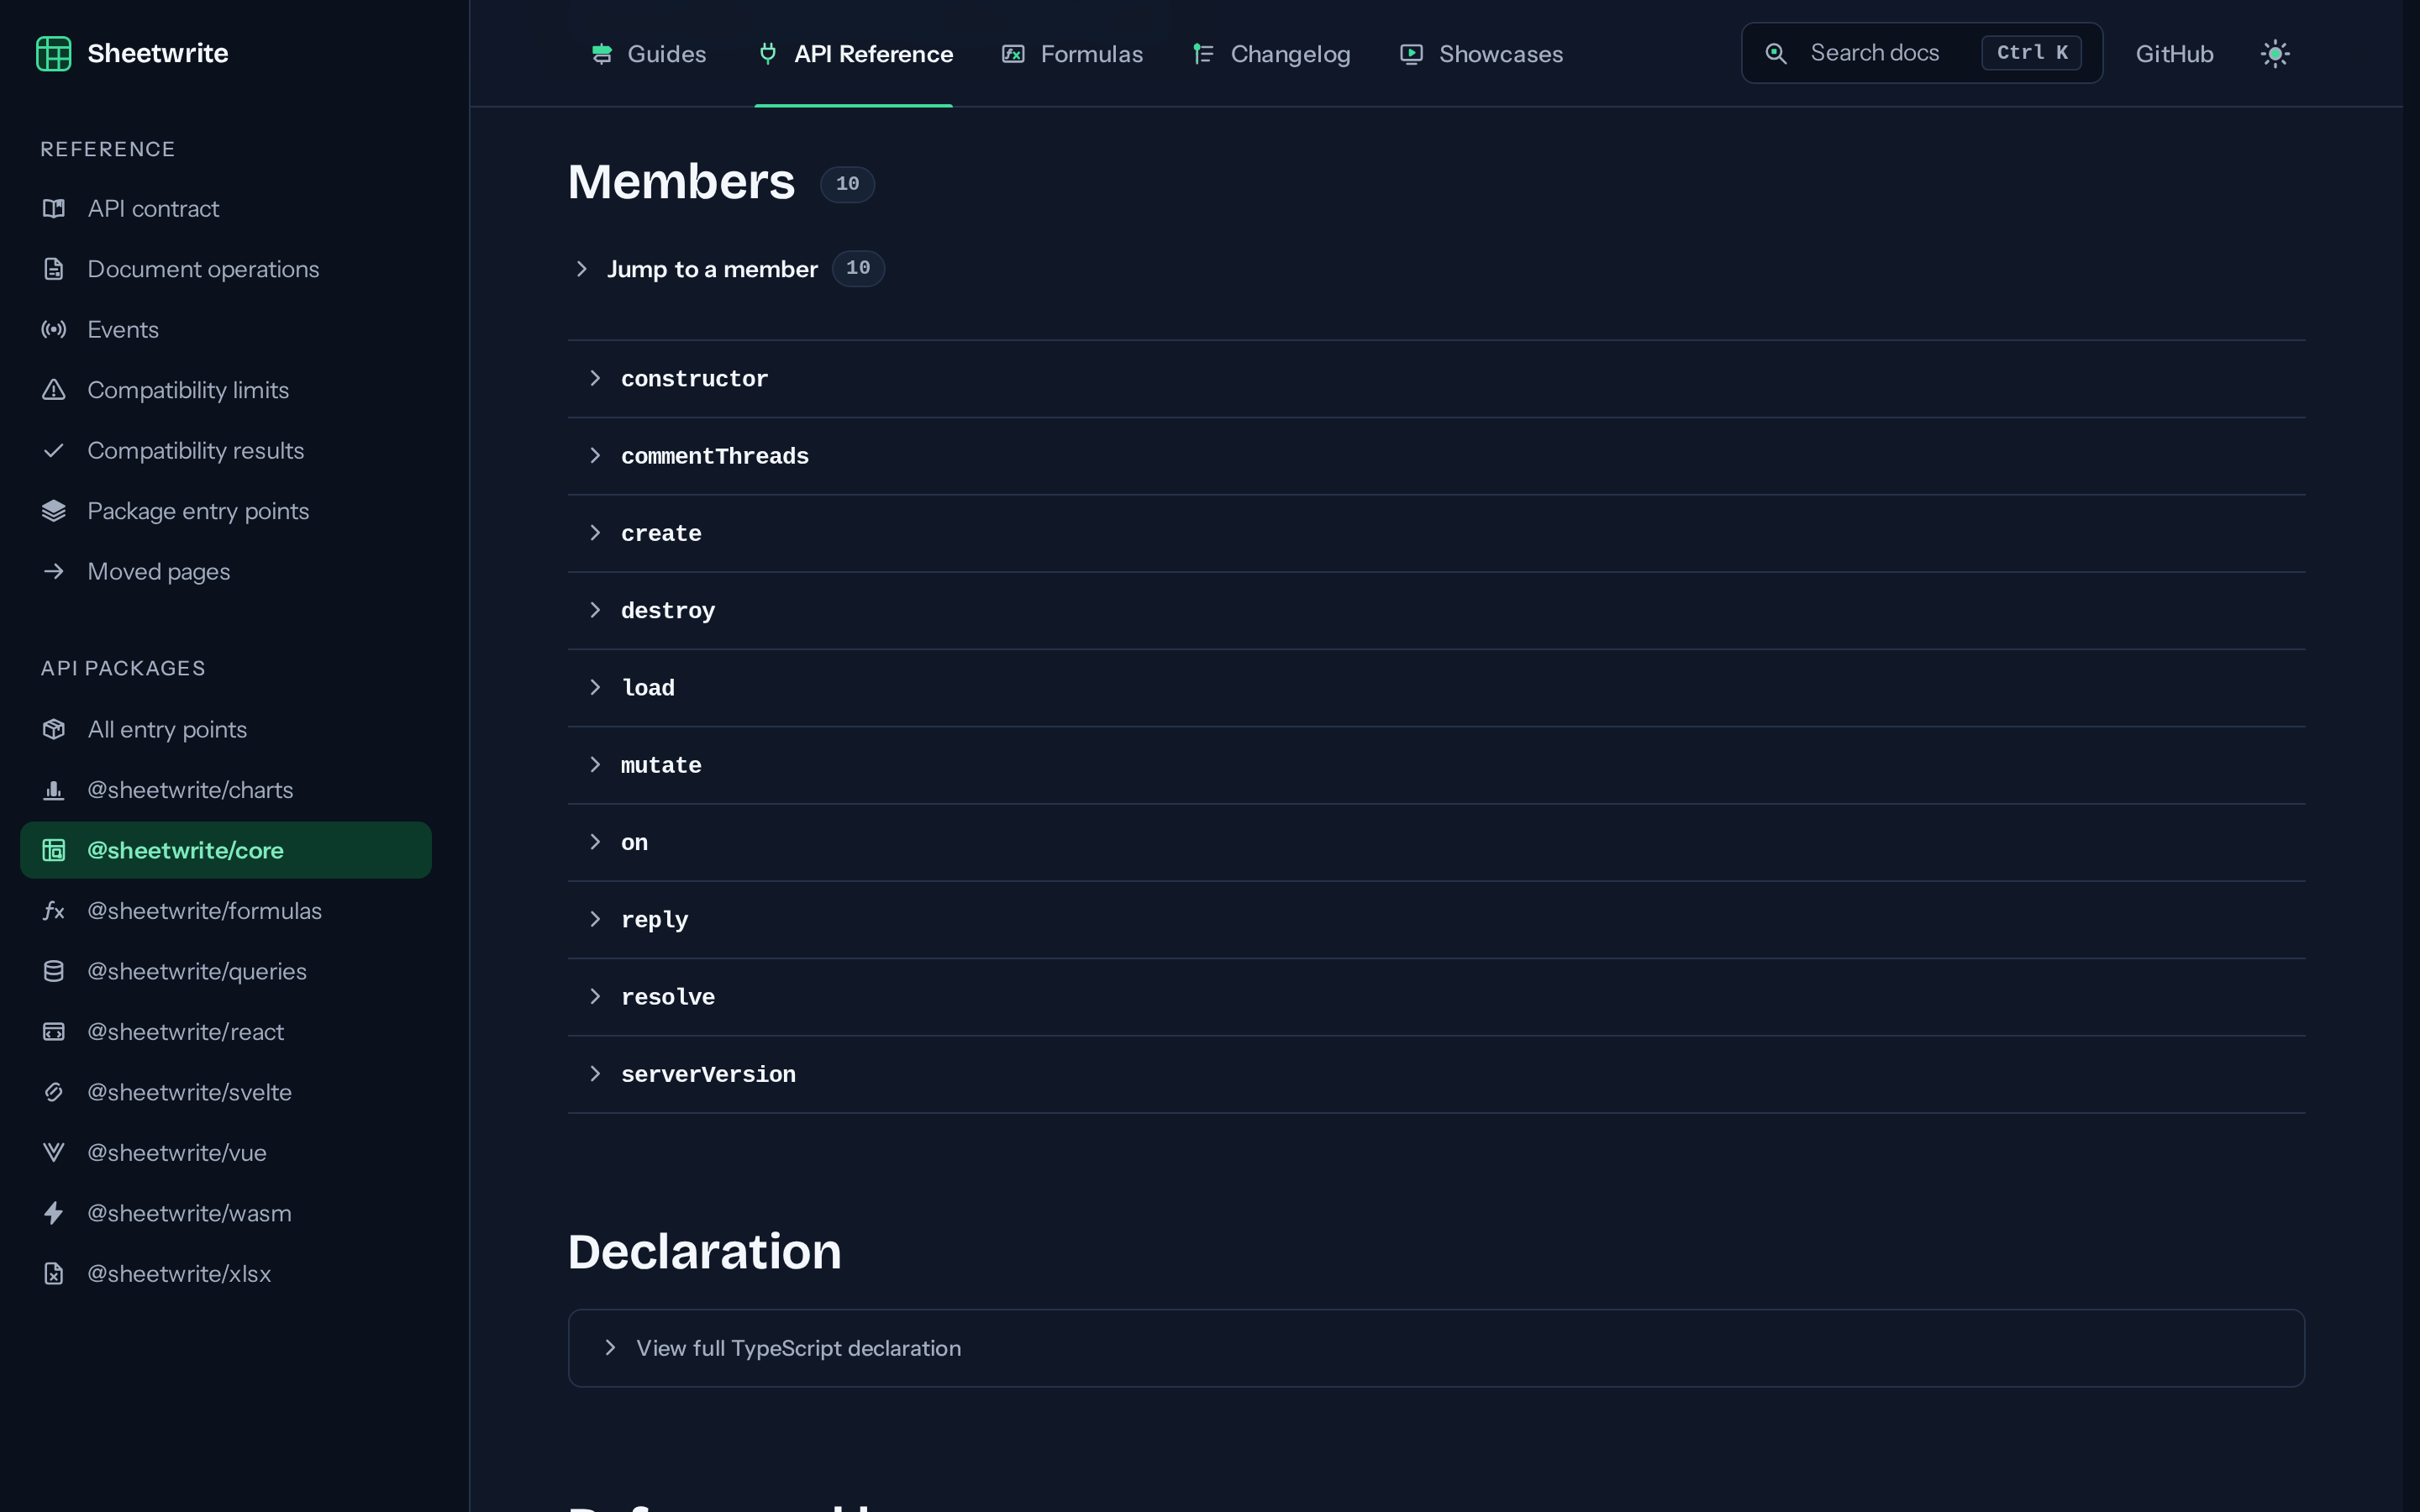 Sheetwrite
Guides
API Reference
Formulas
Changelog
Showcases
Search docs
Ctrl K
GitHub
REFERENCE
API contract
Document operations
Events
Compatibility limits
Compatibility results
Package entry points
Moved pages
API PACKAGES
All entry points
@sheetwrite/charts
@sheetwrite/core
@sheetwrite/formulas
@sheetwrite/queries
@sheetwrite/react
@sheetwrite/svelte
@sheetwrite/vue
@sheetwrite/wasm
@sheetwrite/xlsx
Members 10
Jump to a member 10
constructor
commentThreads
create
destroy
load
mutate
on
reply
resolve
serverVersion
Declaration
View full TypeScript declaration